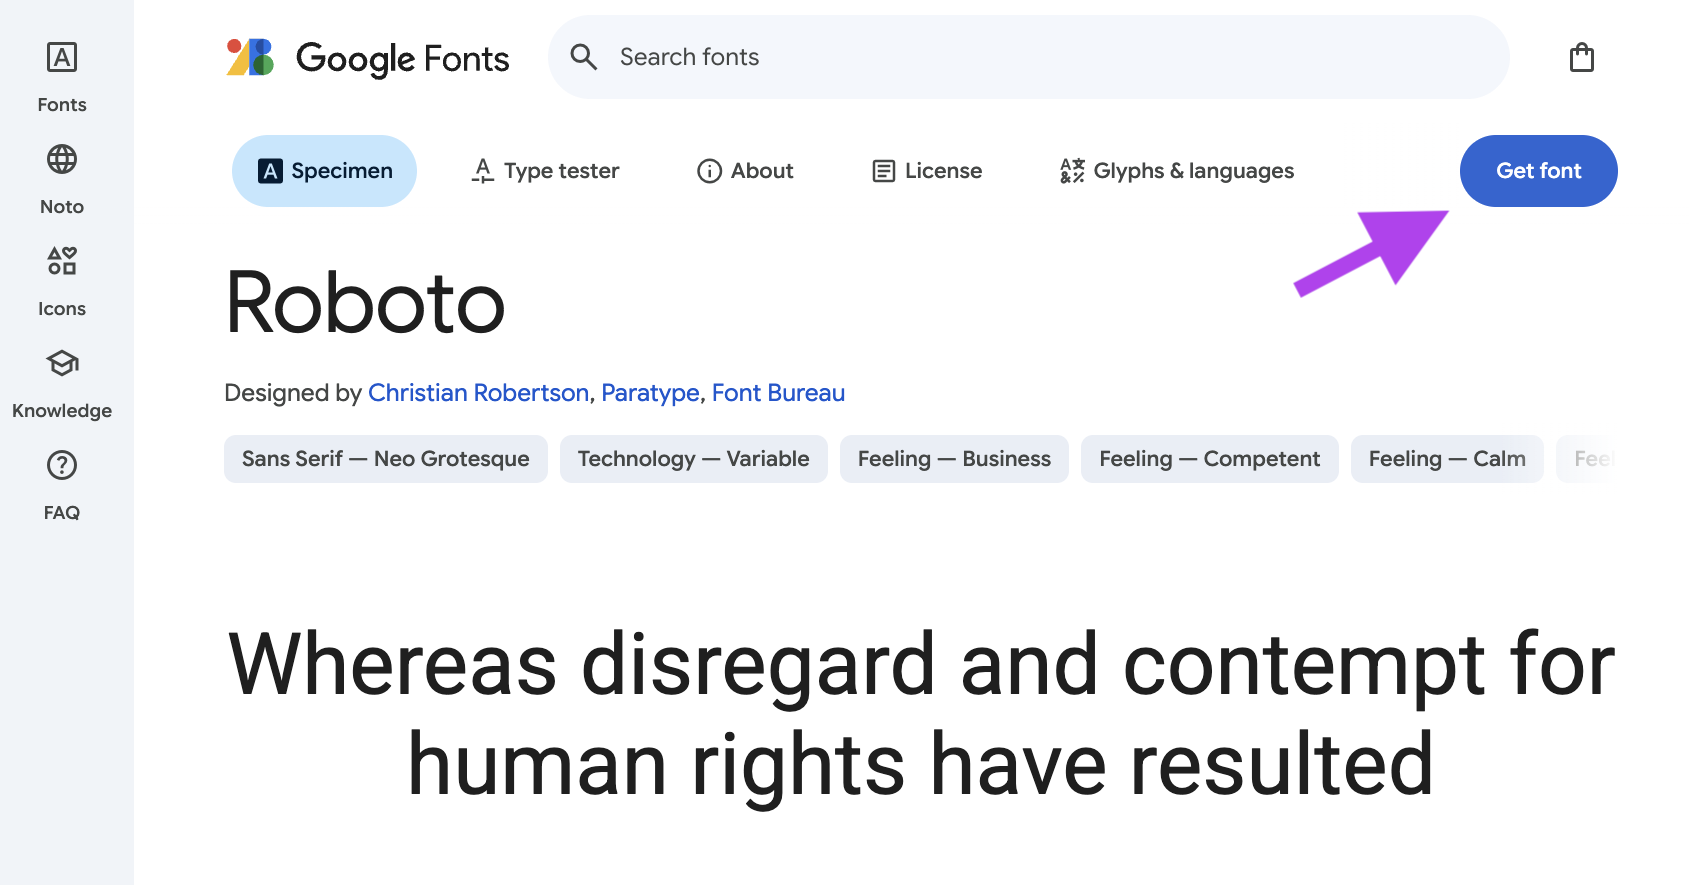 Google Fonts
Search fonts
Fonts
Noto
Icons
Knowledge
FAQ
Specimen
Type tester
About
License
Glyphs & languages
Get font
Roboto
Designed by Christian Robertson, Paratype, Font Bureau
Sans Serif — Neo Grotesque
Technology — Variable
Feeling — Business
Feeling — Competent
Feeling — Calm
Whereas disregard and contempt for
human rights have resulted